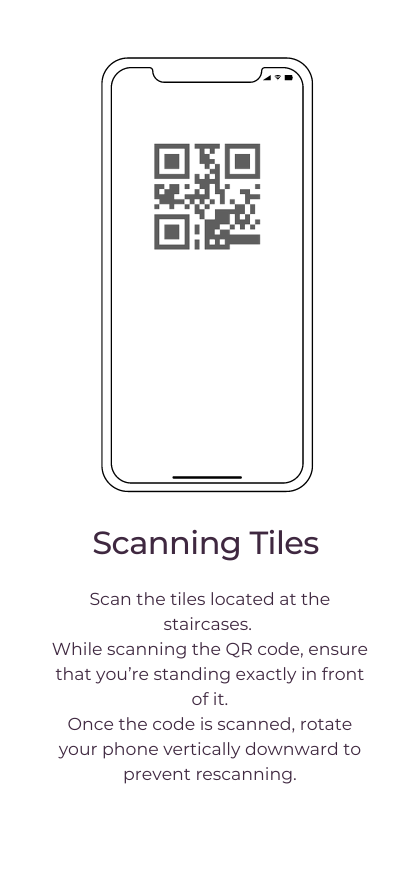 Scanning Tiles
Scan the tiles located at the
staircases.
While scanning the QR code, ensure
that you’re standing exactly in front
of it.
Once the code is scanned, rotate
your phone vertically downward to
prevent rescanning.